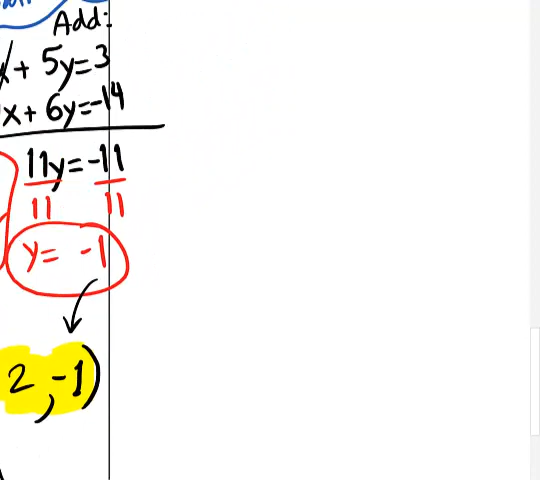 Add:
+ 5y=3
x+ 6y=-14
11y=-11
11 11
y= -1
2,-1)